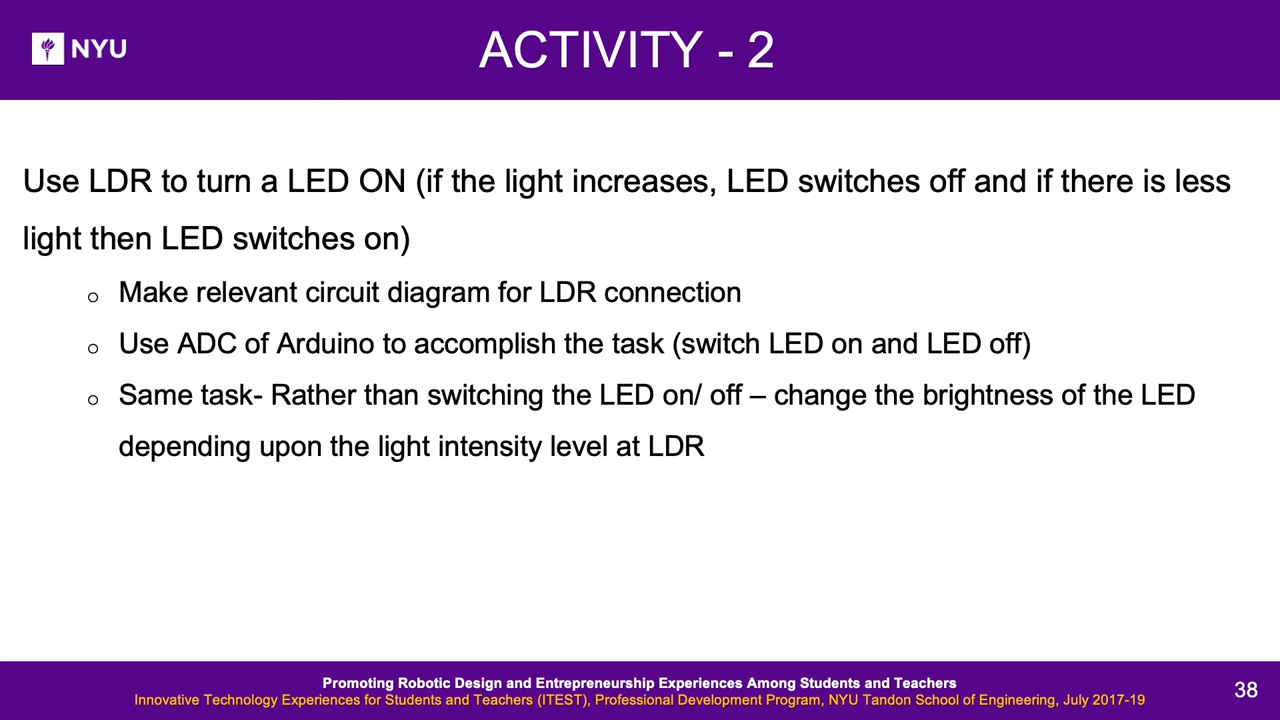 NYU
ACTIVITY - 2
Use LDR to turn a LED ON (if the light increases, LED switches off and if there is less
light then LED switches on)
o Make relevant circuit diagram for LDR connection
o Use ADC of Arduino to accomplish the task (switch LED on and LED off)
o Same task- Rather than switching the LED on/ off – change the brightness of the LED
depending upon the light intensity level at LDR
Promoting Robotic Design and Entrepreneurship Experiences Among Students and Teachers
Innovative Technology Experiences for Students and Teachers (ITEST), Professional Development Program, NYU Tandon School of Engineering, July 2017-19
38